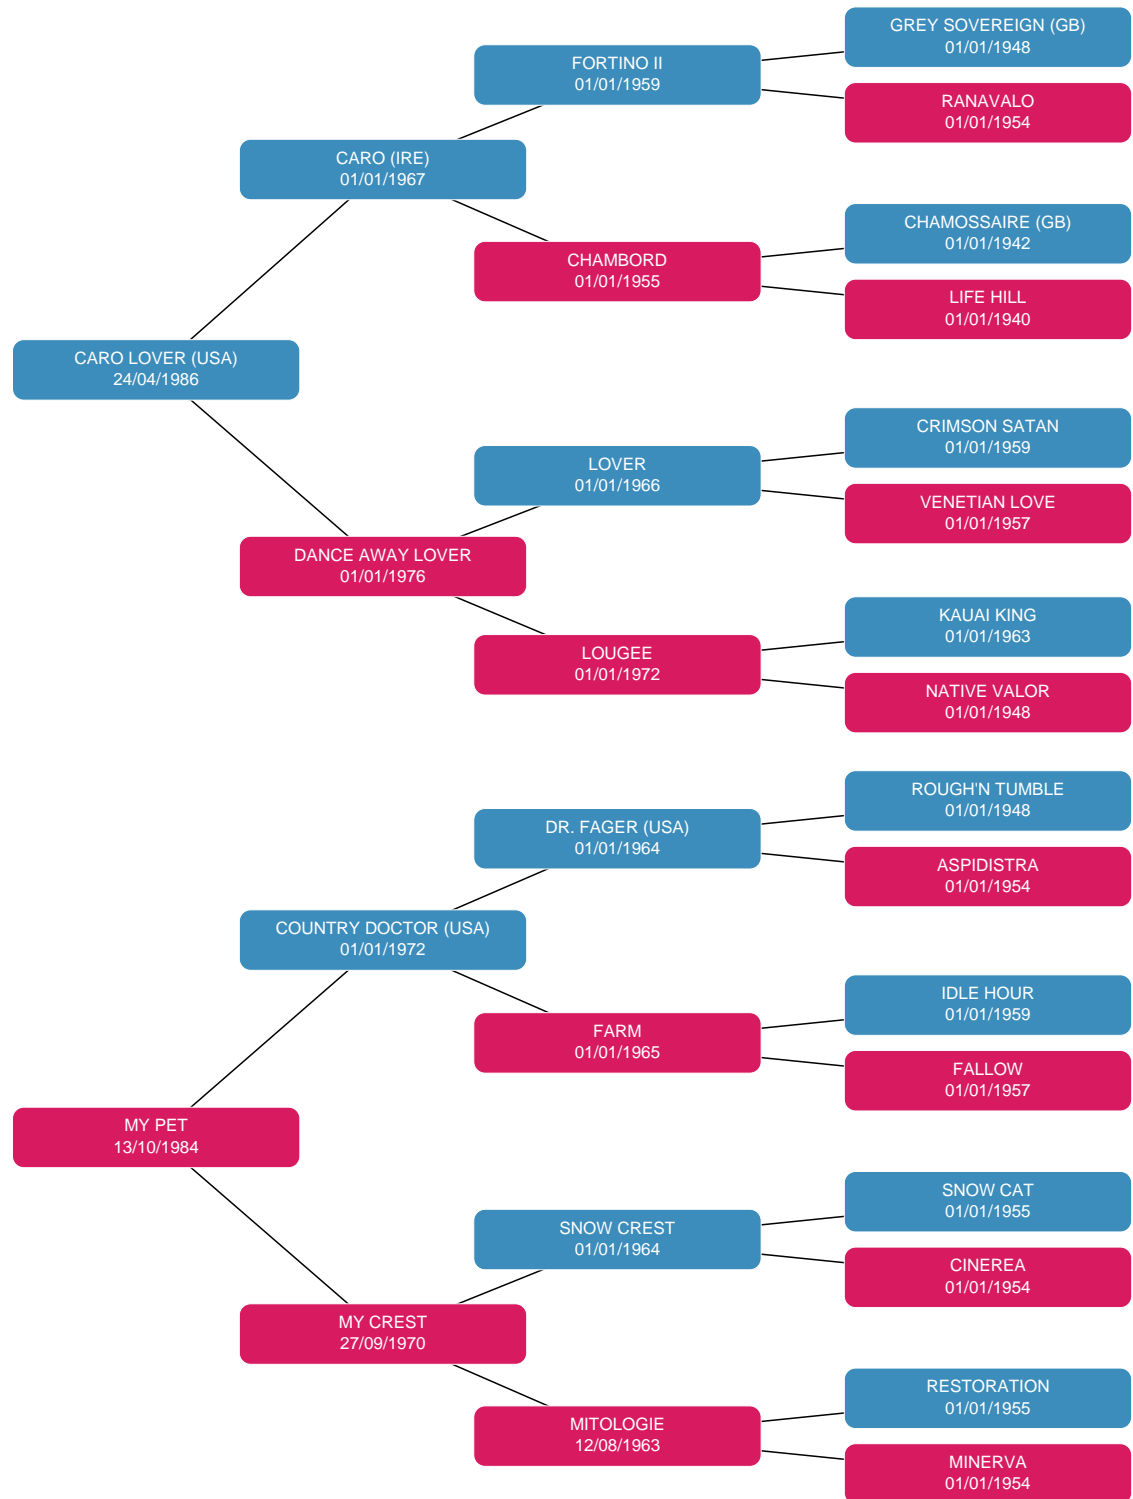 GREY SOVEREIGN (GB)
01/01/1948
FORTINO II
01/01/1959
RANAVALO
01/01/1954
CARO (IRE)
01/01/1967
CHAMOSSAIRE (GB)
01/01/1942
CHAMBORD
01/01/1955
LIFE HILL
01/01/1940
CARO LOVER (USA)
24/04/1986
CRIMSON SATAN
01/01/1959
LOVER
01/01/1966
VENETIAN LOVE
01/01/1957
DANCE AWAY LOVER
01/01/1976
KAUAI KING
01/01/1963
LOUGEE
01/01/1972
NATIVE VALOR
01/01/1948
ROUGH'N TUMBLE
01/01/1948
DR. FAGER (USA)
01/01/1964
ASPIDISTRA
01/01/1954
COUNTRY DOCTOR (USA)
01/01/1972
IDLE HOUR
01/01/1959
FARM
01/01/1965
FALLOW
01/01/1957
MY PET
13/10/1984
SNOW CAT
01/01/1955
SNOW CREST
01/01/1964
CINEREA
01/01/1954
MY CREST
27/09/1970
RESTORATION
01/01/1955
MITOLOGIE
12/08/1963
MINERVA
01/01/1954